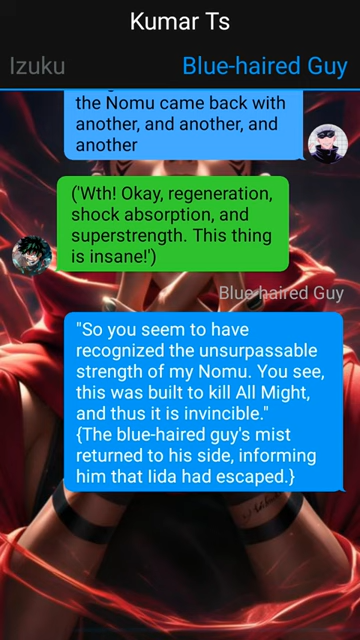 Kumar Ts
Izuku
Blue-haired Guy
the Nomu came back with
another, and another, and
another
('Wth! Okay, regeneration,
shock absorption, and
superstrength. This thing
is insane!')
Blue-haired Guy
"So you seem to have
recognized the unsurpassable
strength of my Nomu. You see,
this was built to kill All Might,
and thus it is invincible."
{The blue-haired guy's mist
returned to his side, informing
him that Iida had escaped.}